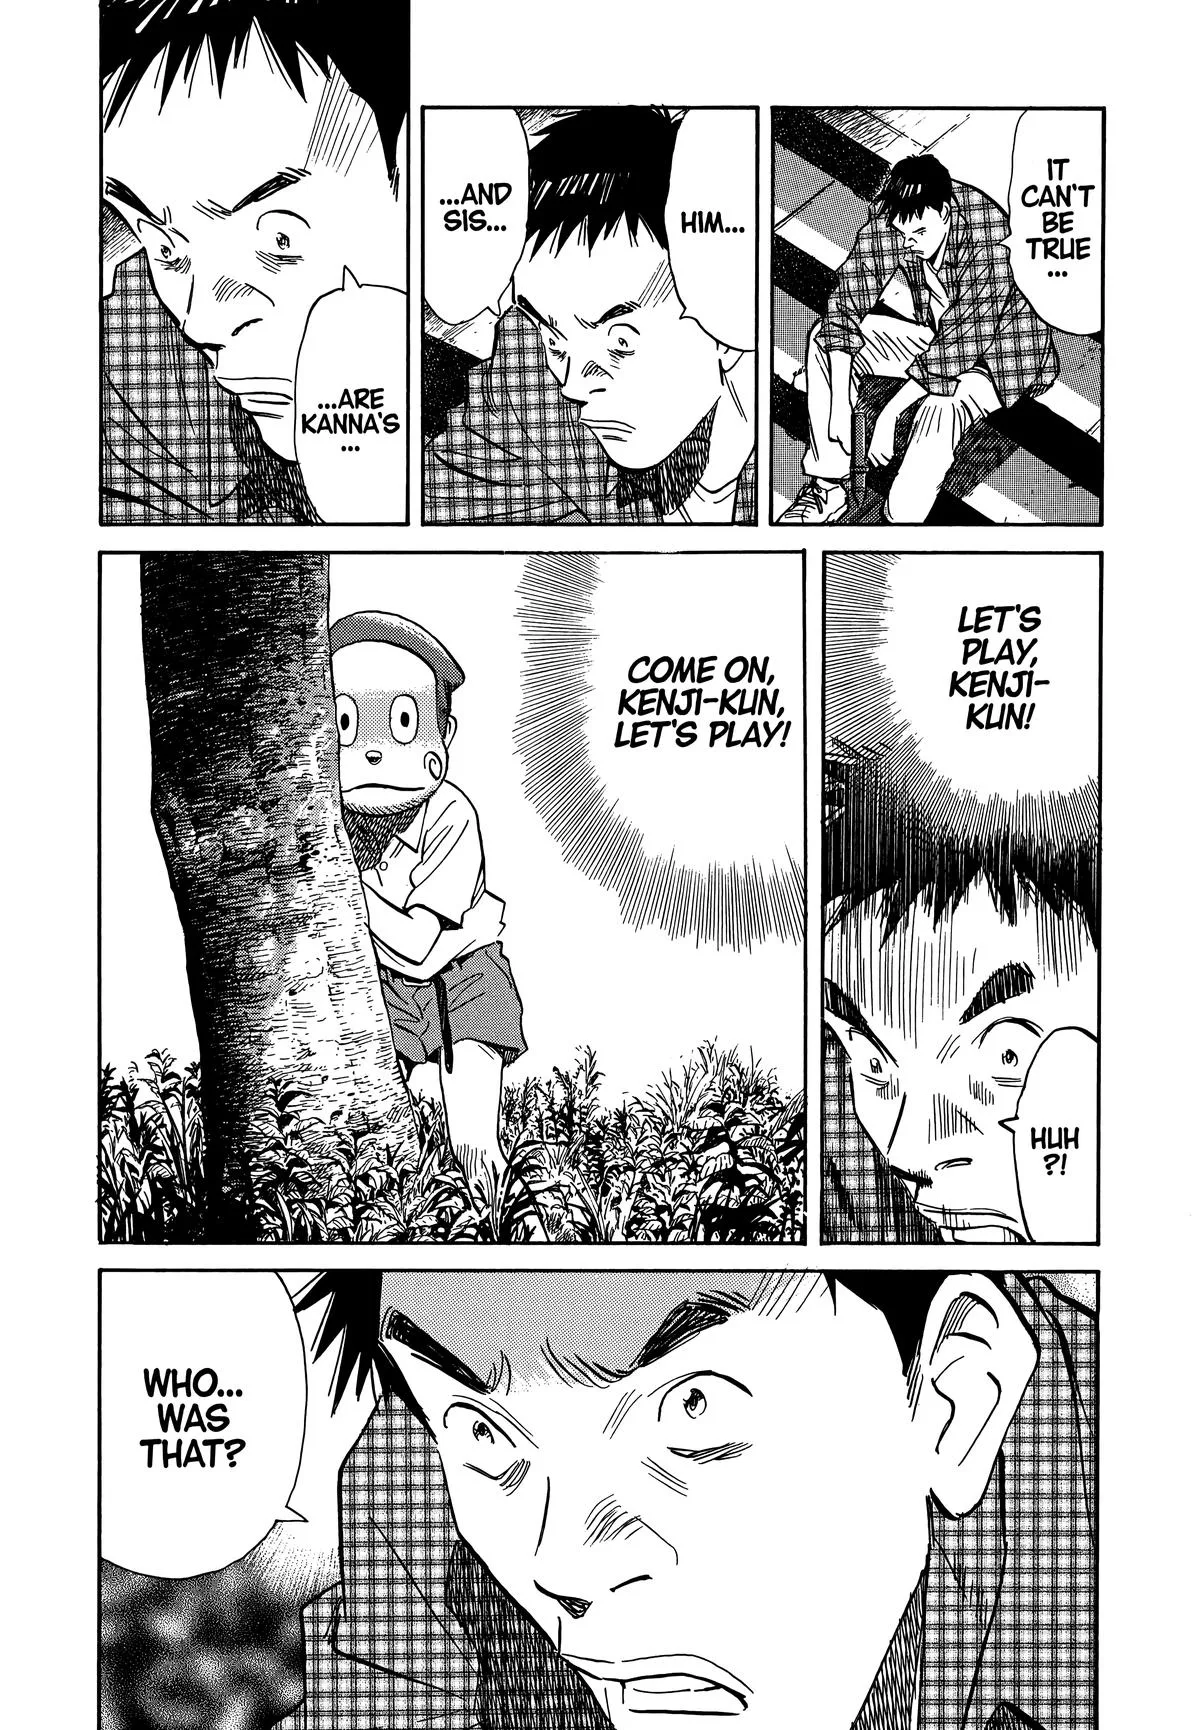 IT
CAN'T
BE
TRUE
...
HIM...
...AND
SIS...
...ARE
KANNA'S
...
LET'S
PLAY,
KENJI-
KUN!
HUH
?!
COME ON,
KENJI-KUN,
LET'S PLAY!
WHO...
WAS
THAT?